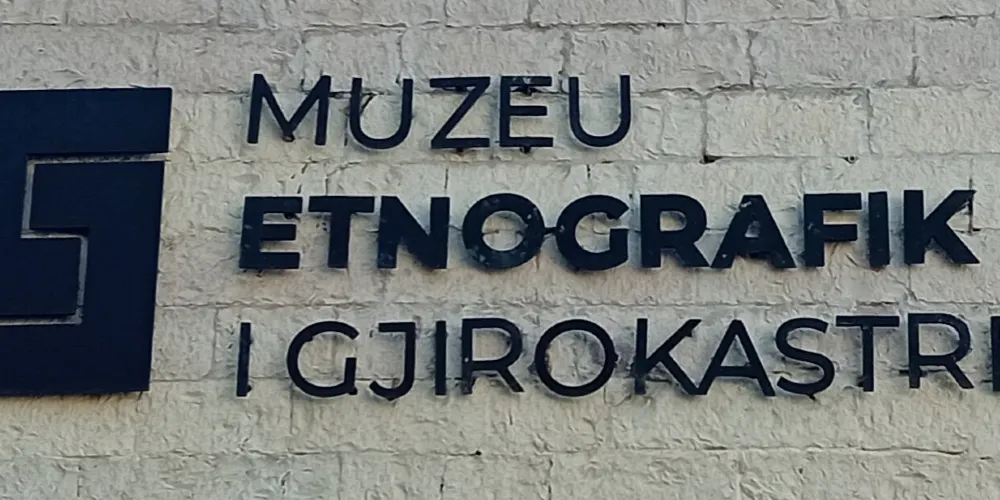 MUZEU
ETNOGRAFIK
I GJIROKASTR